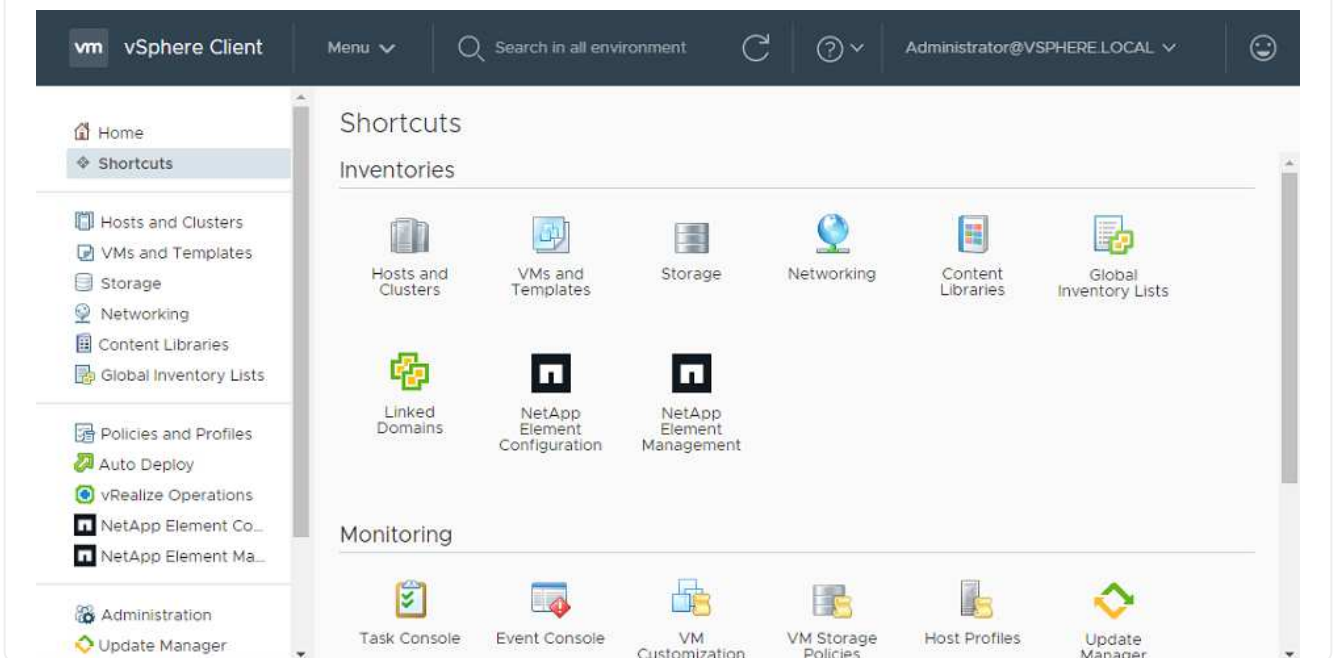 vm vSphere Client Menu Search in all environment Administrator@VSPHERE.LOCAL
Home
Shortcuts
Hosts and Clusters
VMs and Templates
Storage
Networking
Content Libraries
Global Inventory Lists
Policies and Profiles
Auto Deploy
vRealize Operations
NetApp Element Co...
NetApp Element Ma...
Administration
Update Manager
Shortcuts
Inventories
Hosts and
Clusters
VMs and
Templates
Storage
Networking
Content
Libraries
Global
Inventory Lists
Linked
Domains
NetApp
Element
Configuration
NetApp
Element
Management
Monitoring
Task Console
Event Console
VM
Customization
VM Storage
Policies
Host Profiles
Update
Manager